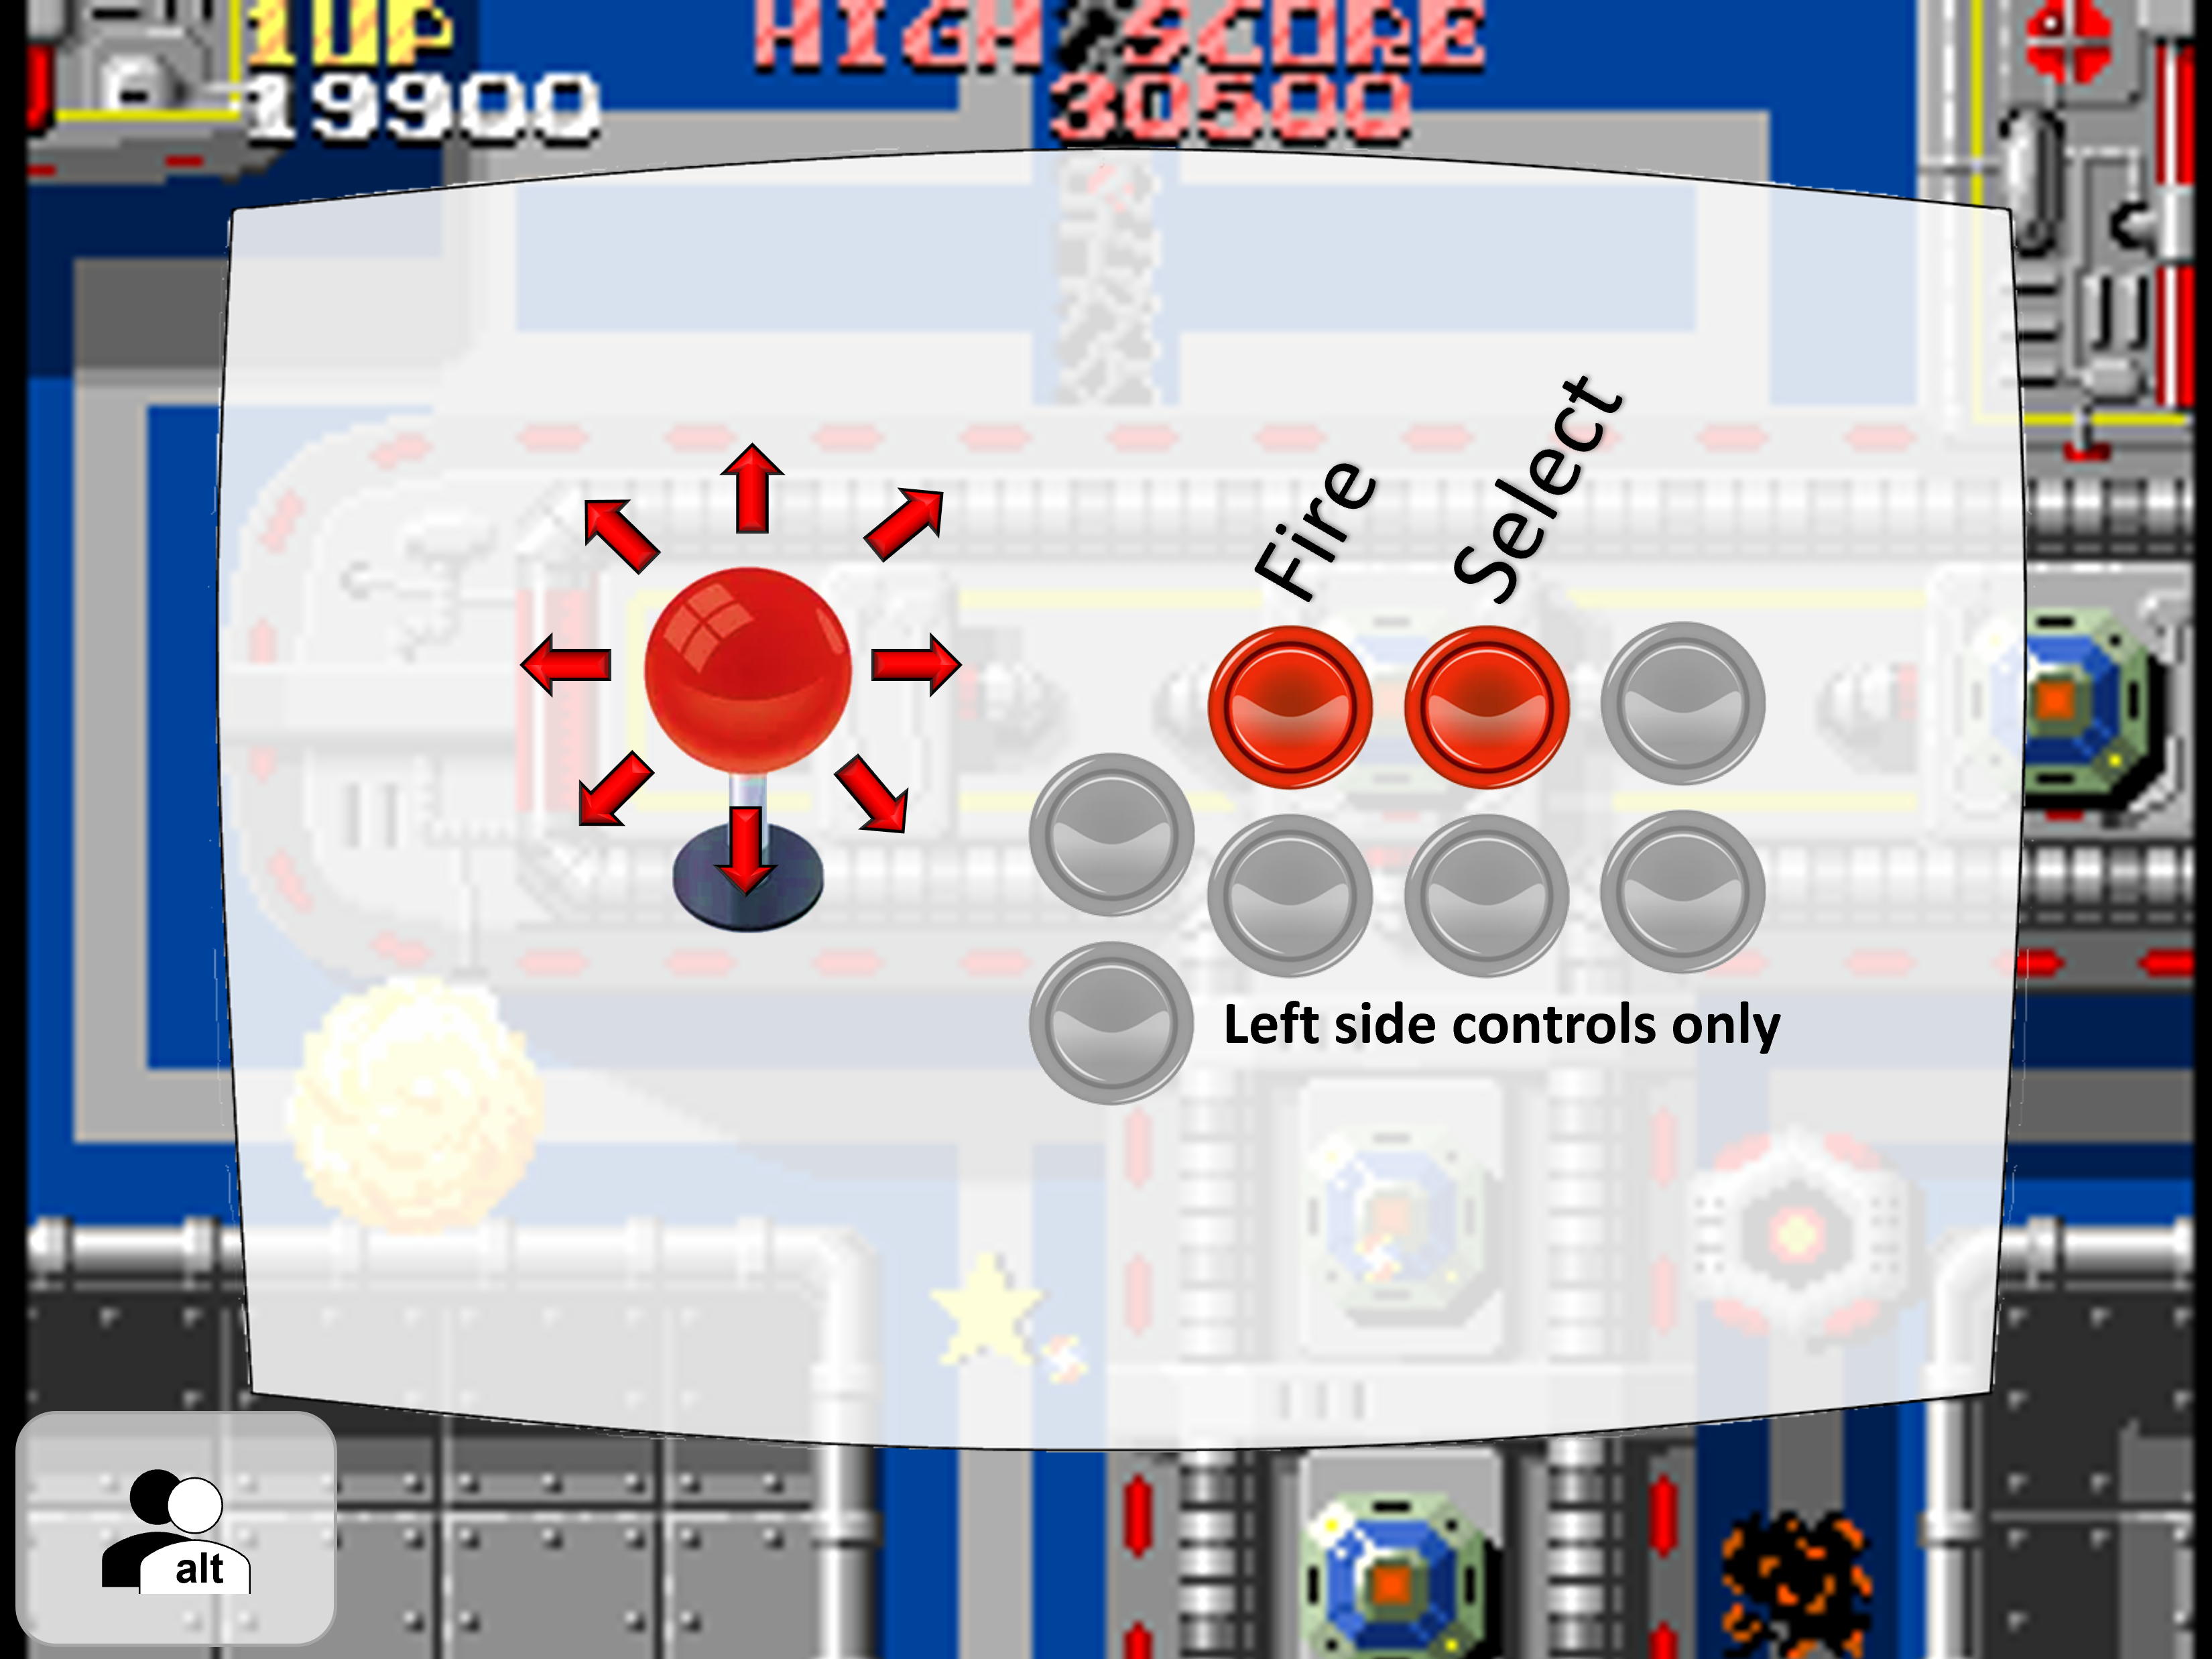 1UP
HIGH SCORE
19900
30500
Fire
Select
Left side controls only
alt